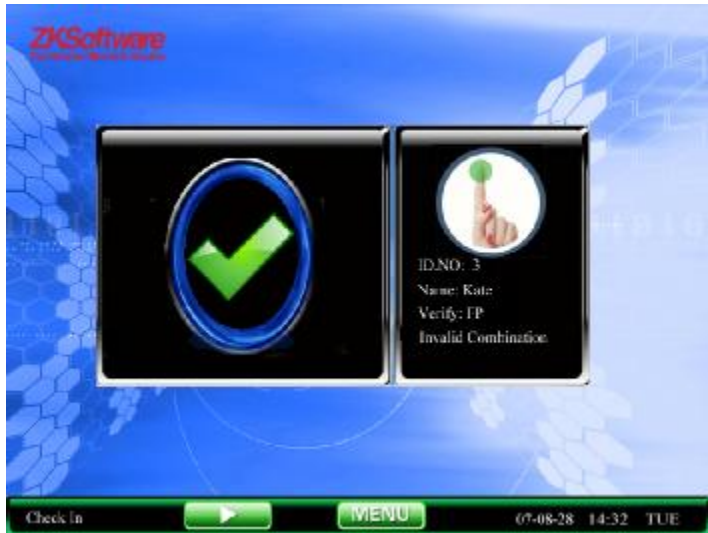 ZKSoftware
ID.NO: 3
Name: Kate
Verify: FP
Invalid Combination
Check In
MENU
07-08-28 14:32 TUE